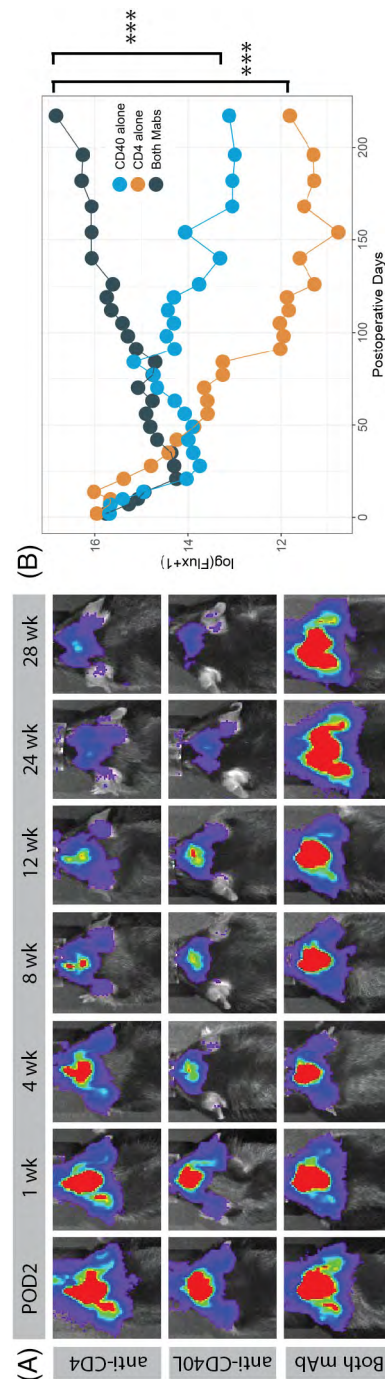 (A)
POD2
1 wk
4 wk
8 wk
12 wk
24 wk
28 wk
anti-CD4
anti-CD40L
Both mAb
(B)
log(Flux+1)
16
14
12
0
50
100
150
200
Postoperative Days
CD40 alone
CD4 alone
Both Mabs
***
***